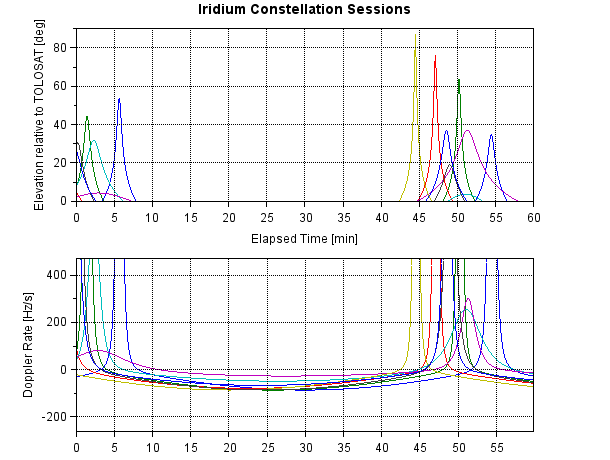 Iridium Constellation Sessions
Elevation relative to TOLOSAT [deg]
80
60
40
20
0
0 5 10 15 20 25 30 35 40 45 50 55 60
Elapsed Time [min]
Doppler Rate [Hz/s]
400
200
0
-200
0 5 10 15 20 25 30 35 40 45 50 55